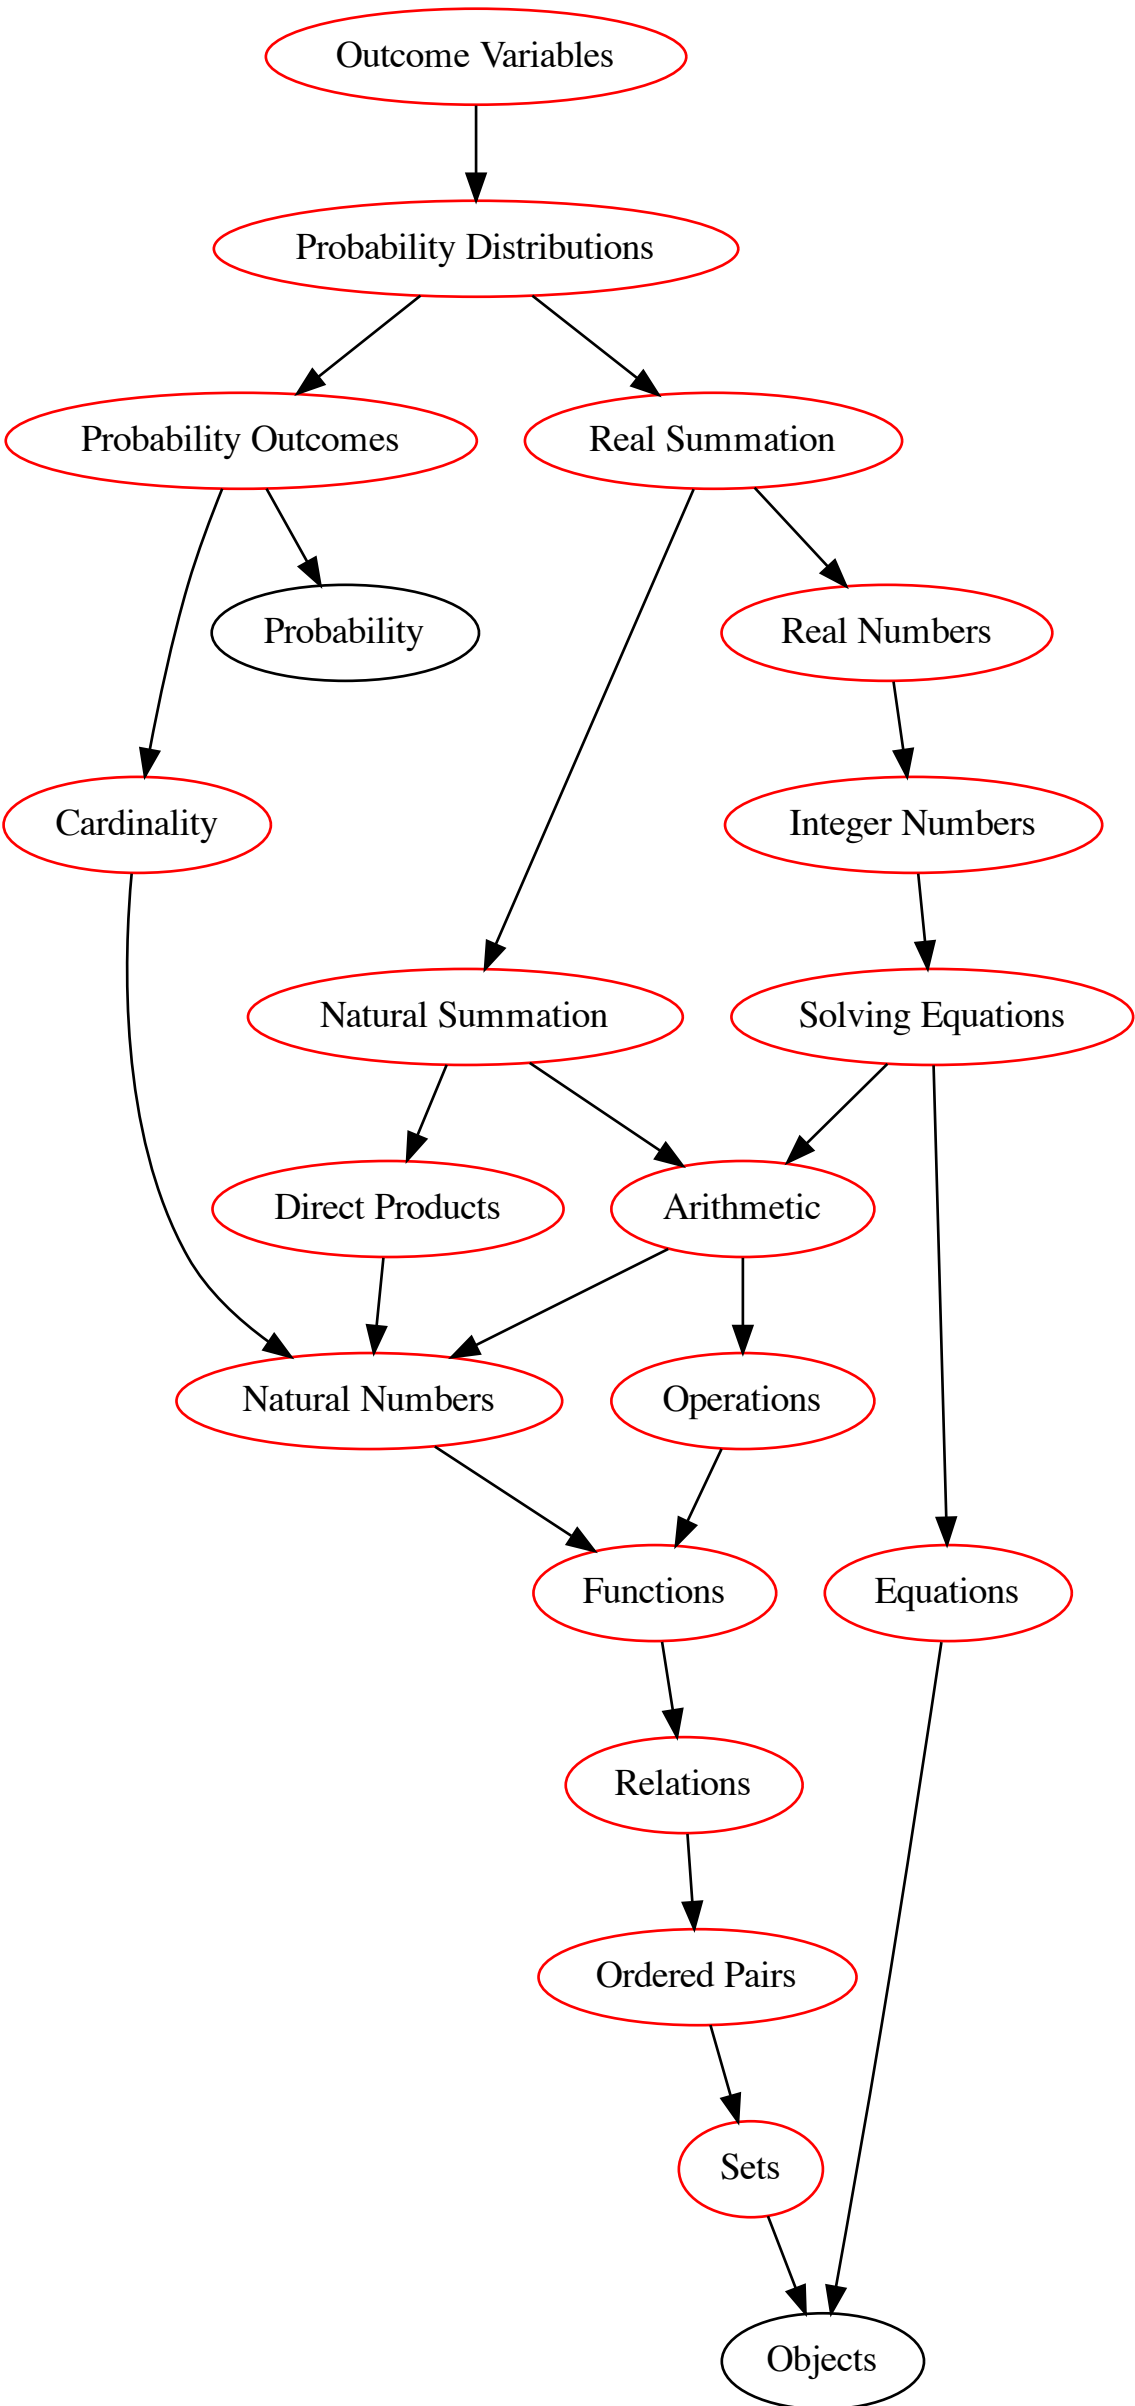 Outcome Variables
Probability Distributions
Probability Outcomes
Real Summation
Probability
Real Numbers
Cardinality
Integer Numbers
Natural Summation
Solving Equations
Direct Products
Arithmetic
Natural Numbers
Operations
Functions
Equations
Relations
Ordered Pairs
Sets
Objects